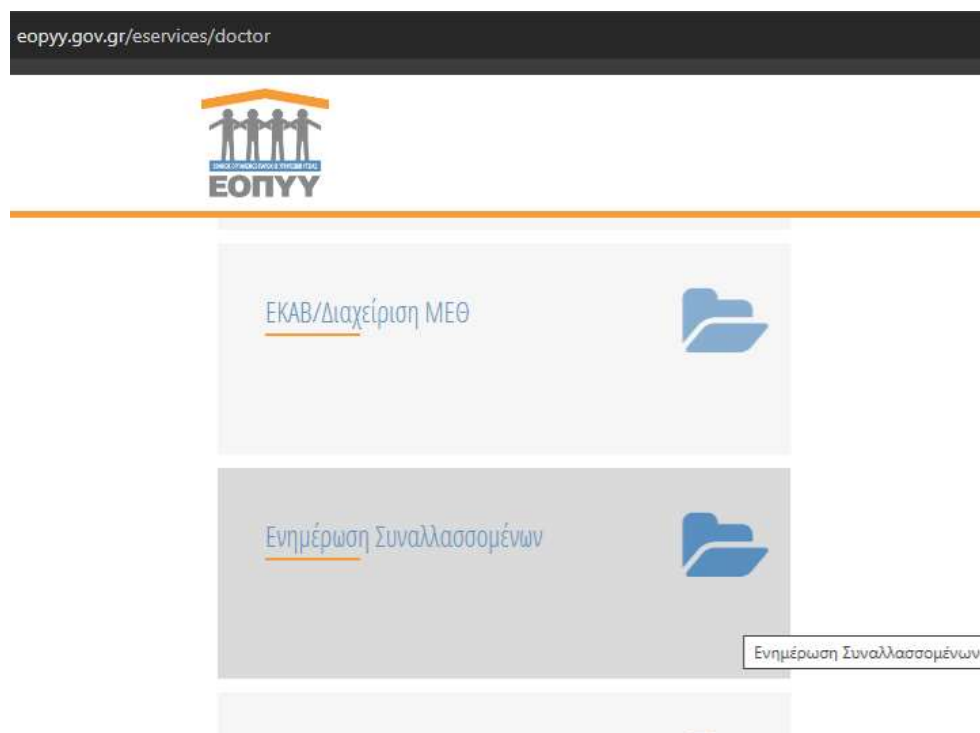 eopyy.gov.gr/eservices/doctor
ΕΟΠΥΥ
ΕΚΑΒ/Διαχείριση ΜΕΘ
Ενημέρωση Συναλλασσομένων
Ενημέρωση Συναλλασσομένων